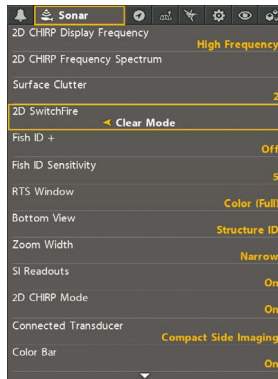 Sonar
2D CHIRP Display Frequency
High Frequency
2D CHIRP Frequency Spectrum
Surface Clutter
2
2D SwitchFire
Clear Mode
Fish ID +
Off
Fish ID Sensitivity
5
RTS Window
Color (Full)
Bottom View
Structure ID
Zoom Width
Narrow
SI Readouts
On
2D CHIRP Mode
On
Connected Transducer
Compact Side Imaging
Color Bar
On